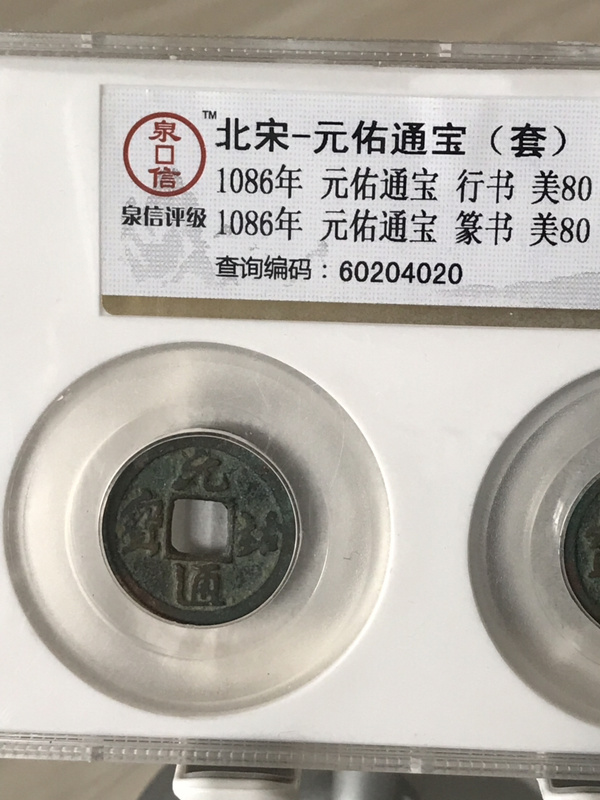 泉
信
TM
泉信评级
北宋-元佑通宝（套）
1086年 元佑通宝 行书 美80
1086年 元佑通宝 篆书 美80
查询编码：60204020
元
祐
通
寳